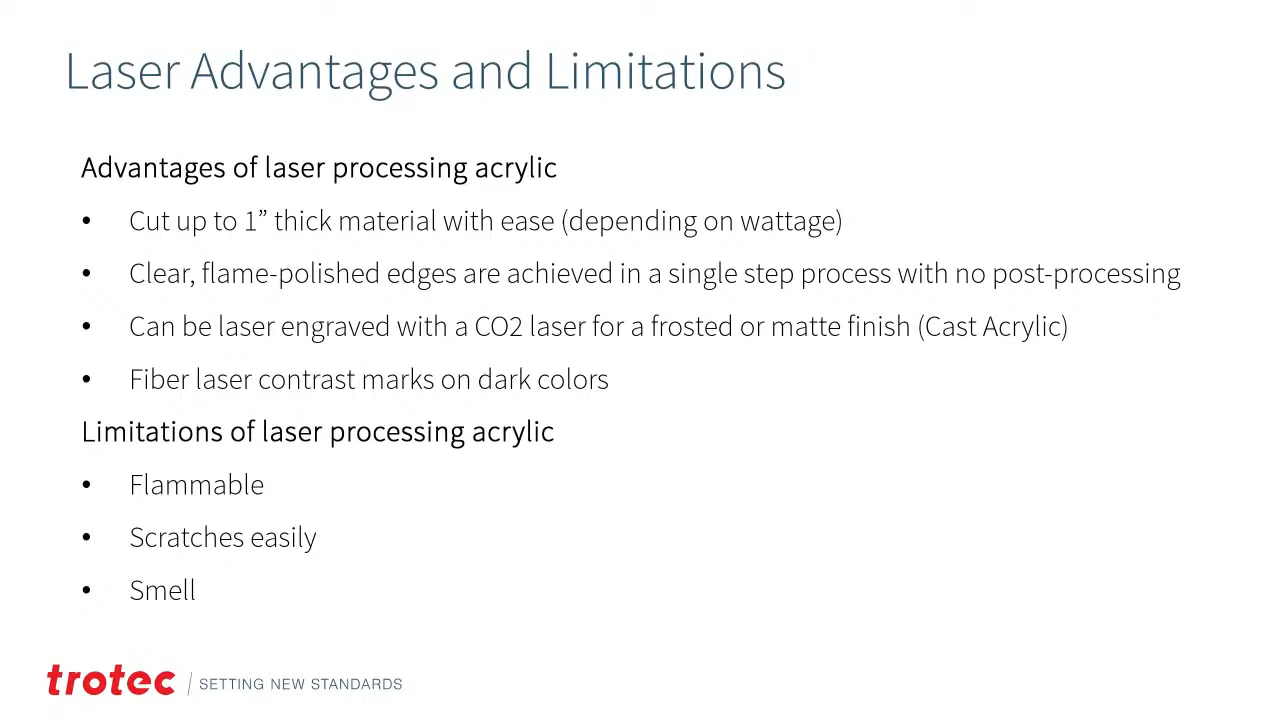 Laser Advantages and Limitations
Advantages of laser processing acrylic
• Cut up to 1” thick material with ease (depending on wattage)
• Clear, flame-polished edges are achieved in a single step process with no post-processing
• Can be laser engraved with a CO2 laser for a frosted or matte finish (Cast Acrylic)
• Fiber laser contrast marks on dark colors
Limitations of laser processing acrylic
• Flammable
• Scratches easily
• Smell
trotec / SETTING NEW STANDARDS